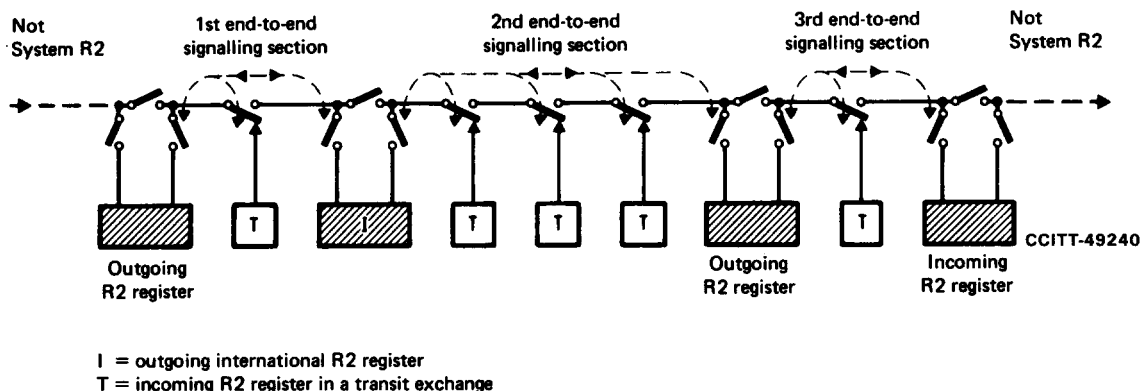 Not
System R2
1st end-to-end
signalling section
2nd end-to-end
signalling section
3rd end-to-end
signalling section
Not
System R2
T
I
T
T
T
T
CCITT-49240
Outgoing
R2 register
Outgoing
R2 register
Incoming
R2 register
I = outgoing international R2 register
T = incoming R2 register in a transit exchange